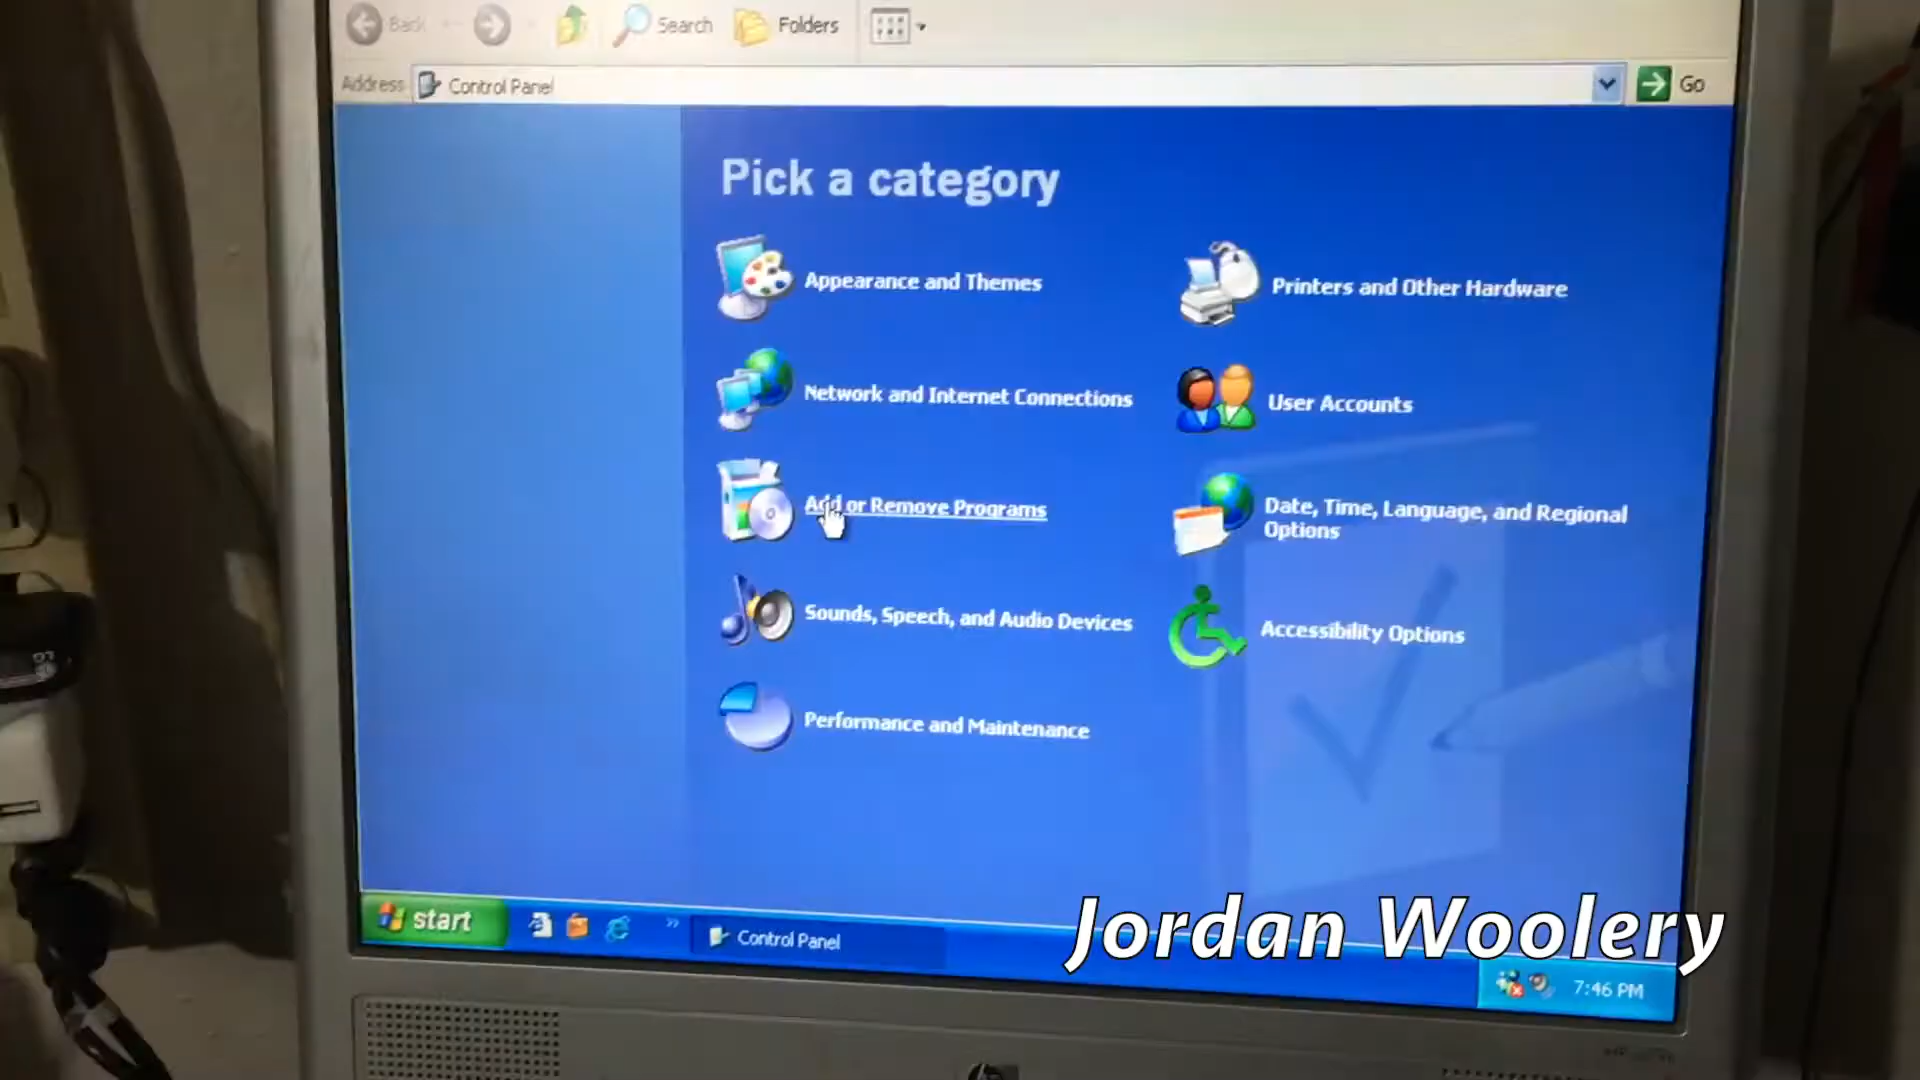 Back
Search
Folders
Address
Control Panel
Go
Pick a category
Appearance and Themes
Printers and Other Hardware
Network and Internet Connections
User Accounts
Add or Remove Programs
Date, Time, Language, and Regional
Options
Sounds, Speech, and Audio Devices
Accessibility Options
Performance and Maintenance
start
Control Panel
7:46 PM
Jordan Woolery
LG